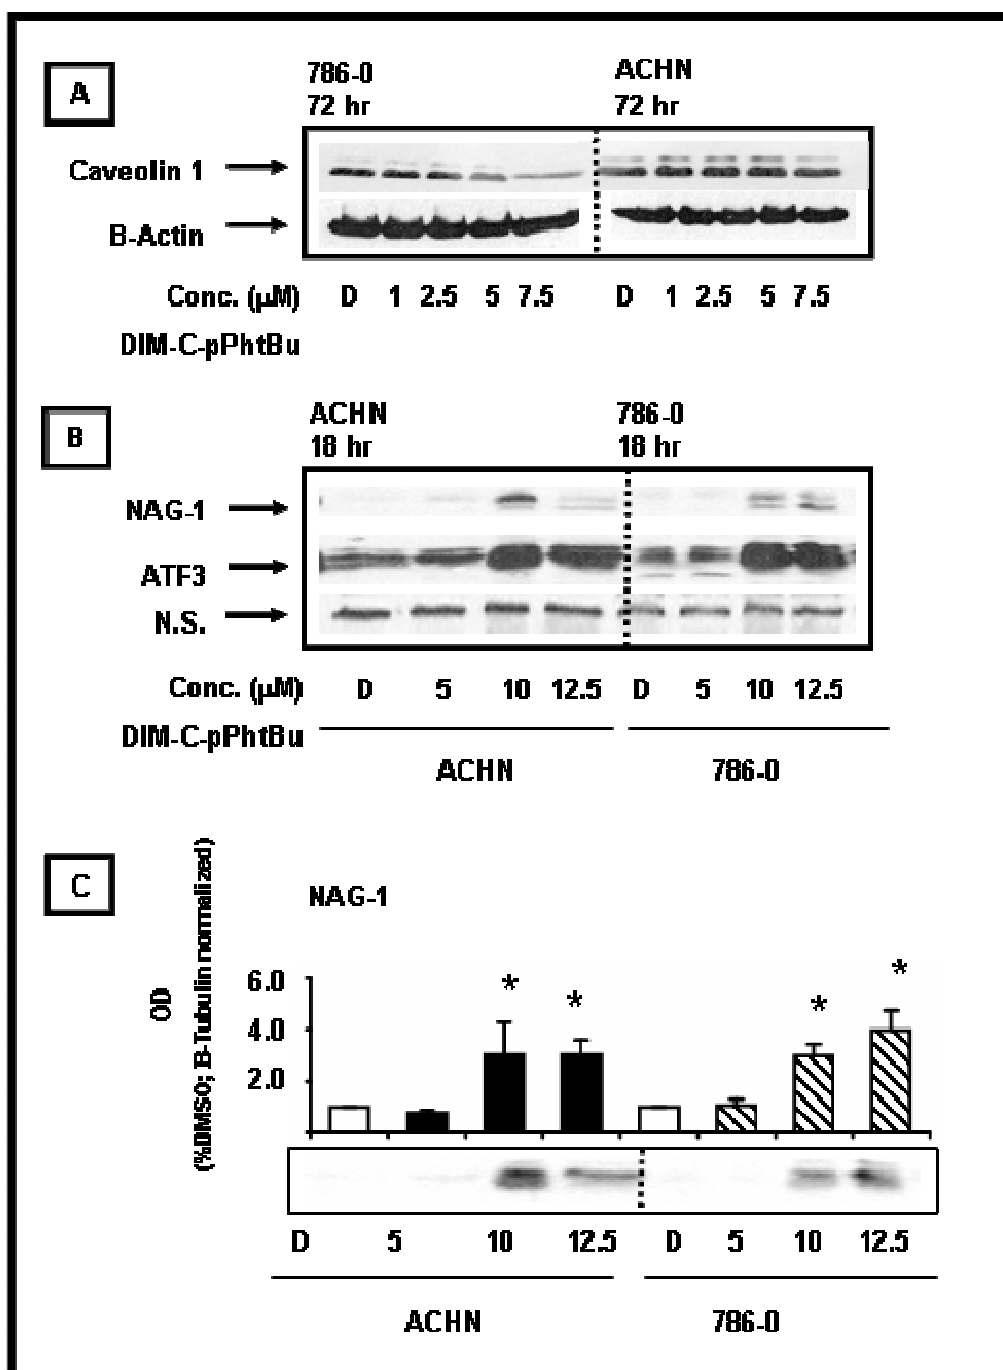 A
786-0
72 hr
ACHN
72 hr
Caveolin 1
B-Actin
Conc. (µM) D 1 2.5 5 7.5 D 1 2.5 5 7.5
DIM-C-pPhtBu
B
ACHN
18 hr
786-0
18 hr
NAG-1
ATF3
N.S.
Conc. (µM) D 5 10 12.5 D 5 10 12.5
DIM-C-pPhtBu
ACHN 786-0
C
NAG-1
OD
(%DMSO; B-Tubulin normalized)
6.0
4.0
2.0
* * * *
D 5 10 12.5 D 5 10 12.5
ACHN 786-0